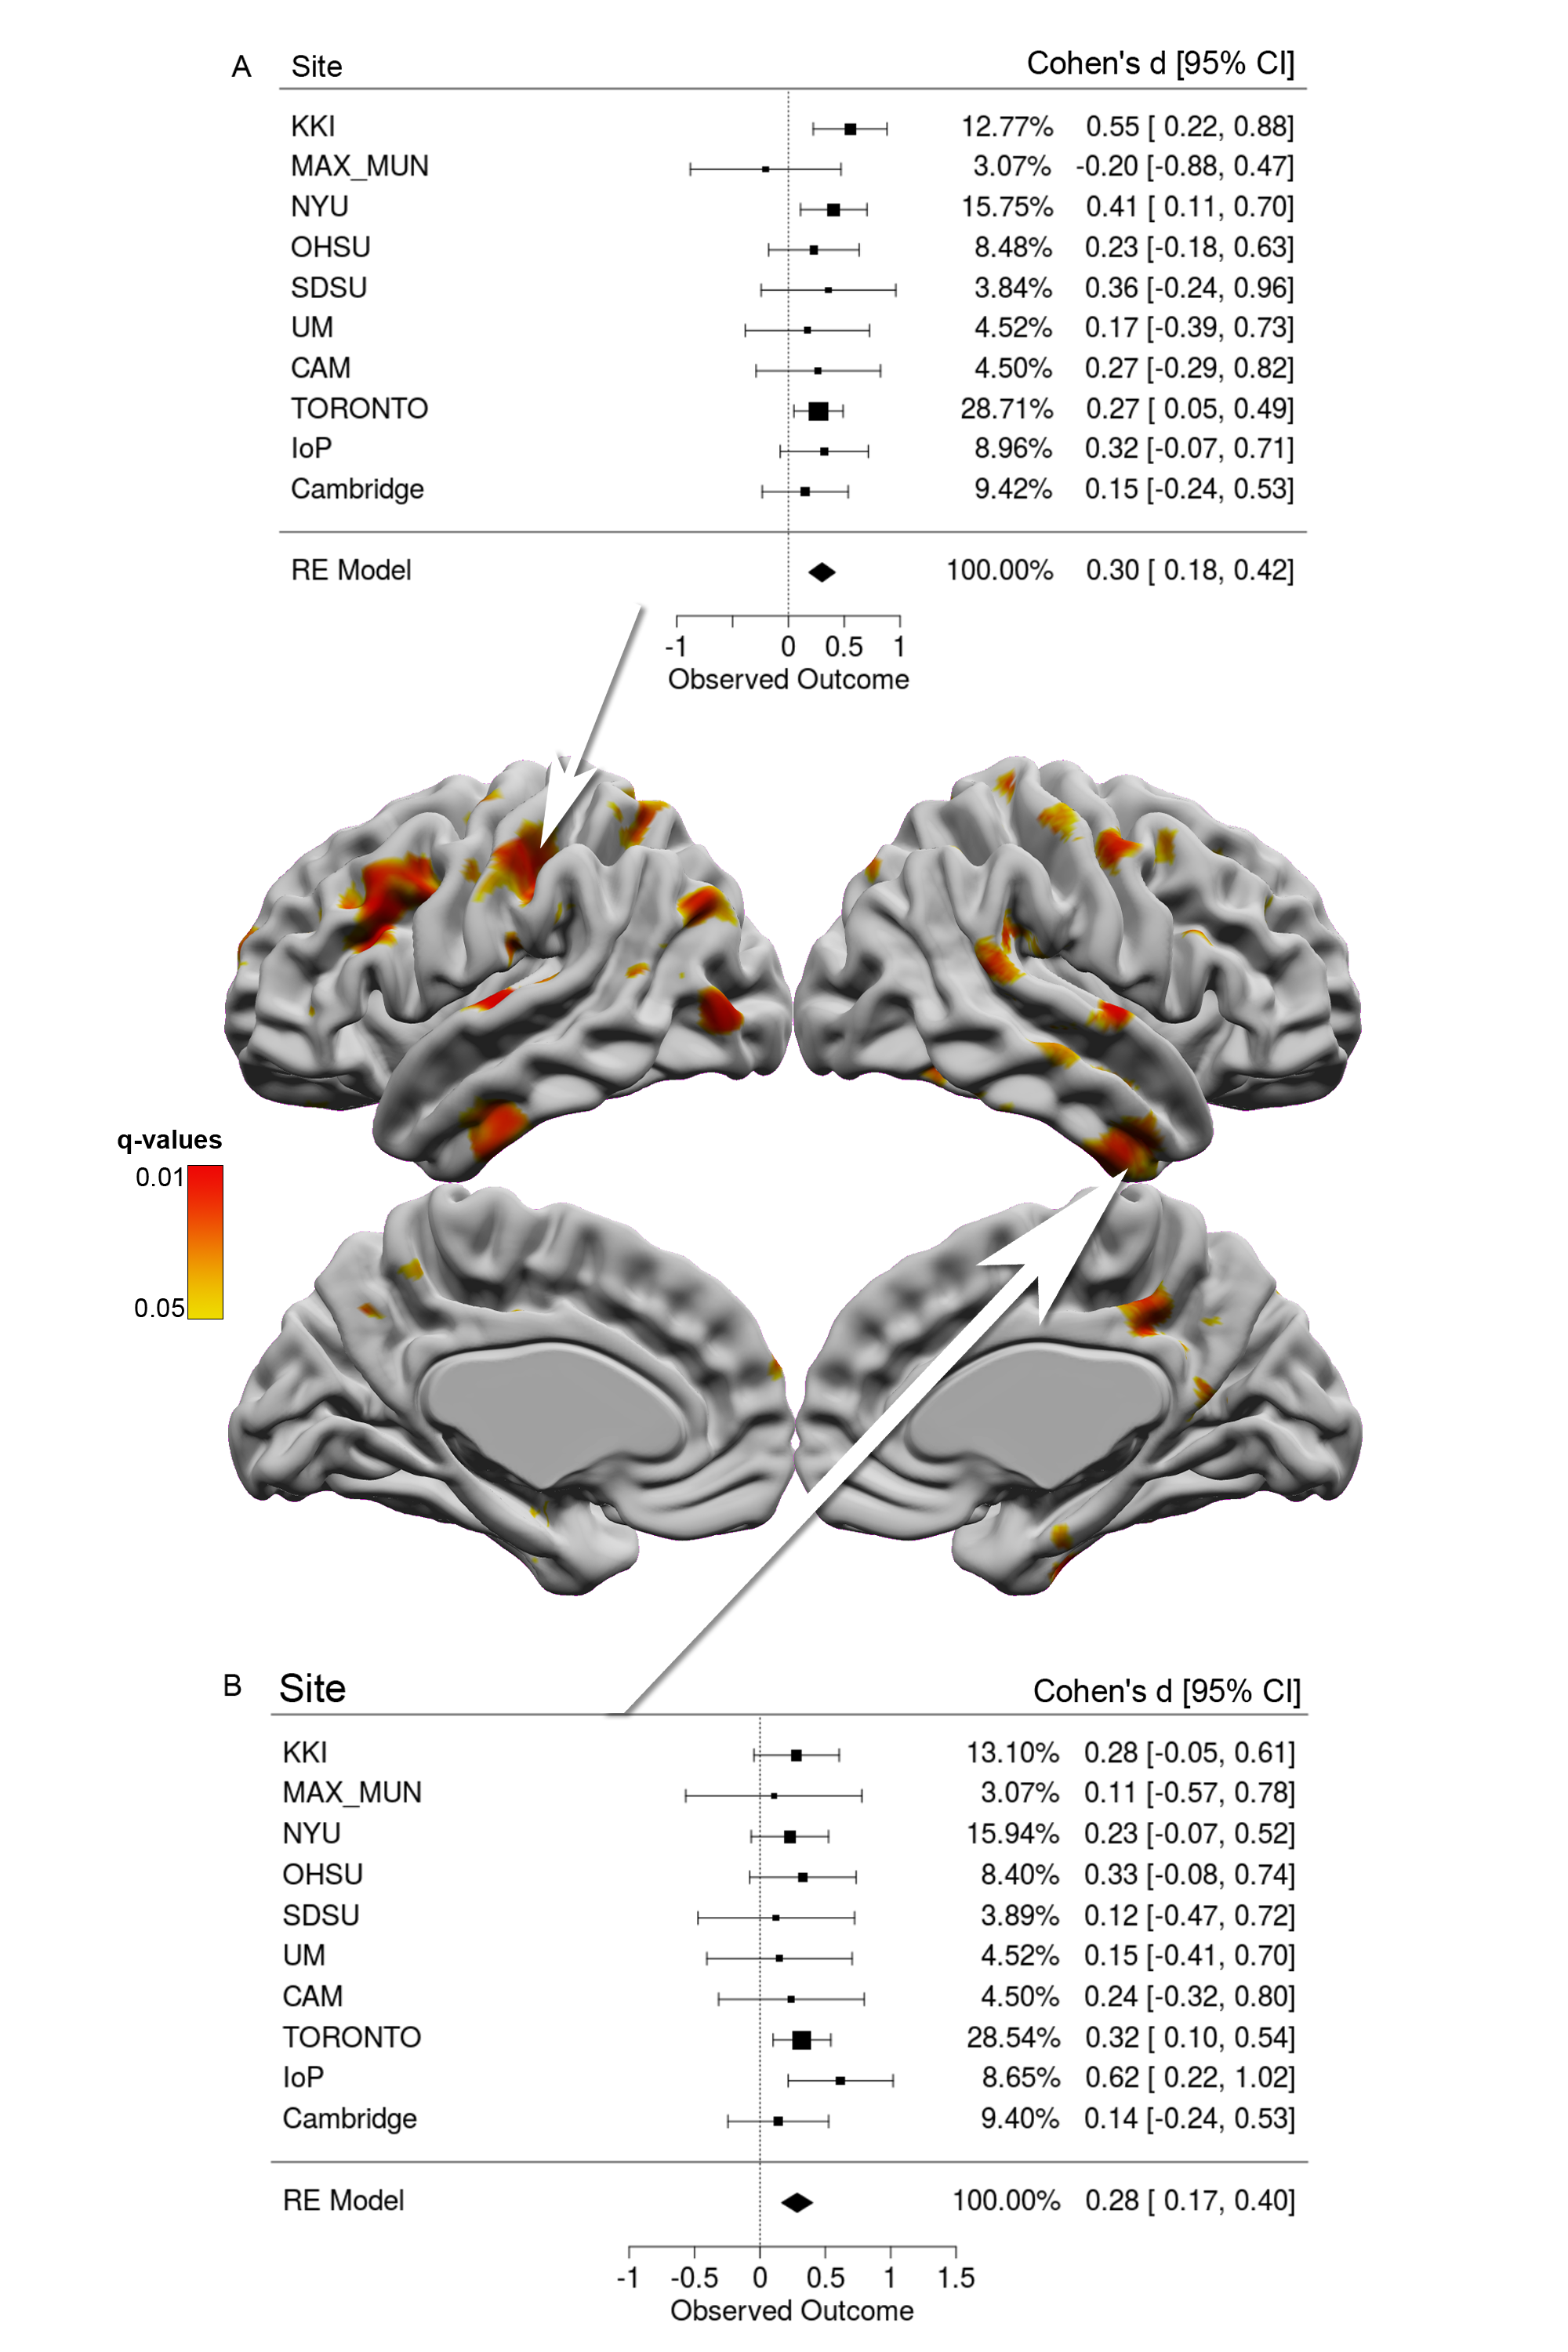 A Site Cohen's d [95% CI]
KKI 12.77% 0.55 [ 0.22, 0.88]
MAX_MUN 3.07% -0.20 [-0.88, 0.47]
NYU 15.75% 0.41 [ 0.11, 0.70]
OHSU 8.48% 0.23 [-0.18, 0.63]
SDSU 3.84% 0.36 [-0.24, 0.96]
UM 4.52% 0.17 [-0.39, 0.73]
CAM 4.50% 0.27 [-0.29, 0.82]
TORONTO 28.71% 0.27 [ 0.05, 0.49]
IoP 8.96% 0.32 [-0.07, 0.71]
Cambridge 9.42% 0.15 [-0.24, 0.53]
RE Model 100.00% 0.30 [ 0.18, 0.42]
-1 0 0.5 1
Observed Outcome
q-values
0.01
0.05
B Site Cohen's d [95% CI]
KKI 13.10% 0.28 [-0.05, 0.61]
MAX_MUN 3.07% 0.11 [-0.57, 0.78]
NYU 15.94% 0.23 [-0.07, 0.52]
OHSU 8.40% 0.33 [-0.08, 0.74]
SDSU 3.89% 0.12 [-0.47, 0.72]
UM 4.52% 0.15 [-0.41, 0.70]
CAM 4.50% 0.24 [-0.32, 0.80]
TORONTO 28.54% 0.32 [ 0.10, 0.54]
IoP 8.65% 0.62 [ 0.22, 1.02]
Cambridge 9.40% 0.14 [-0.24, 0.53]
RE Model 100.00% 0.28 [ 0.17, 0.40]
-1 -0.5 0 0.5 1 1.5
Observed Outcome